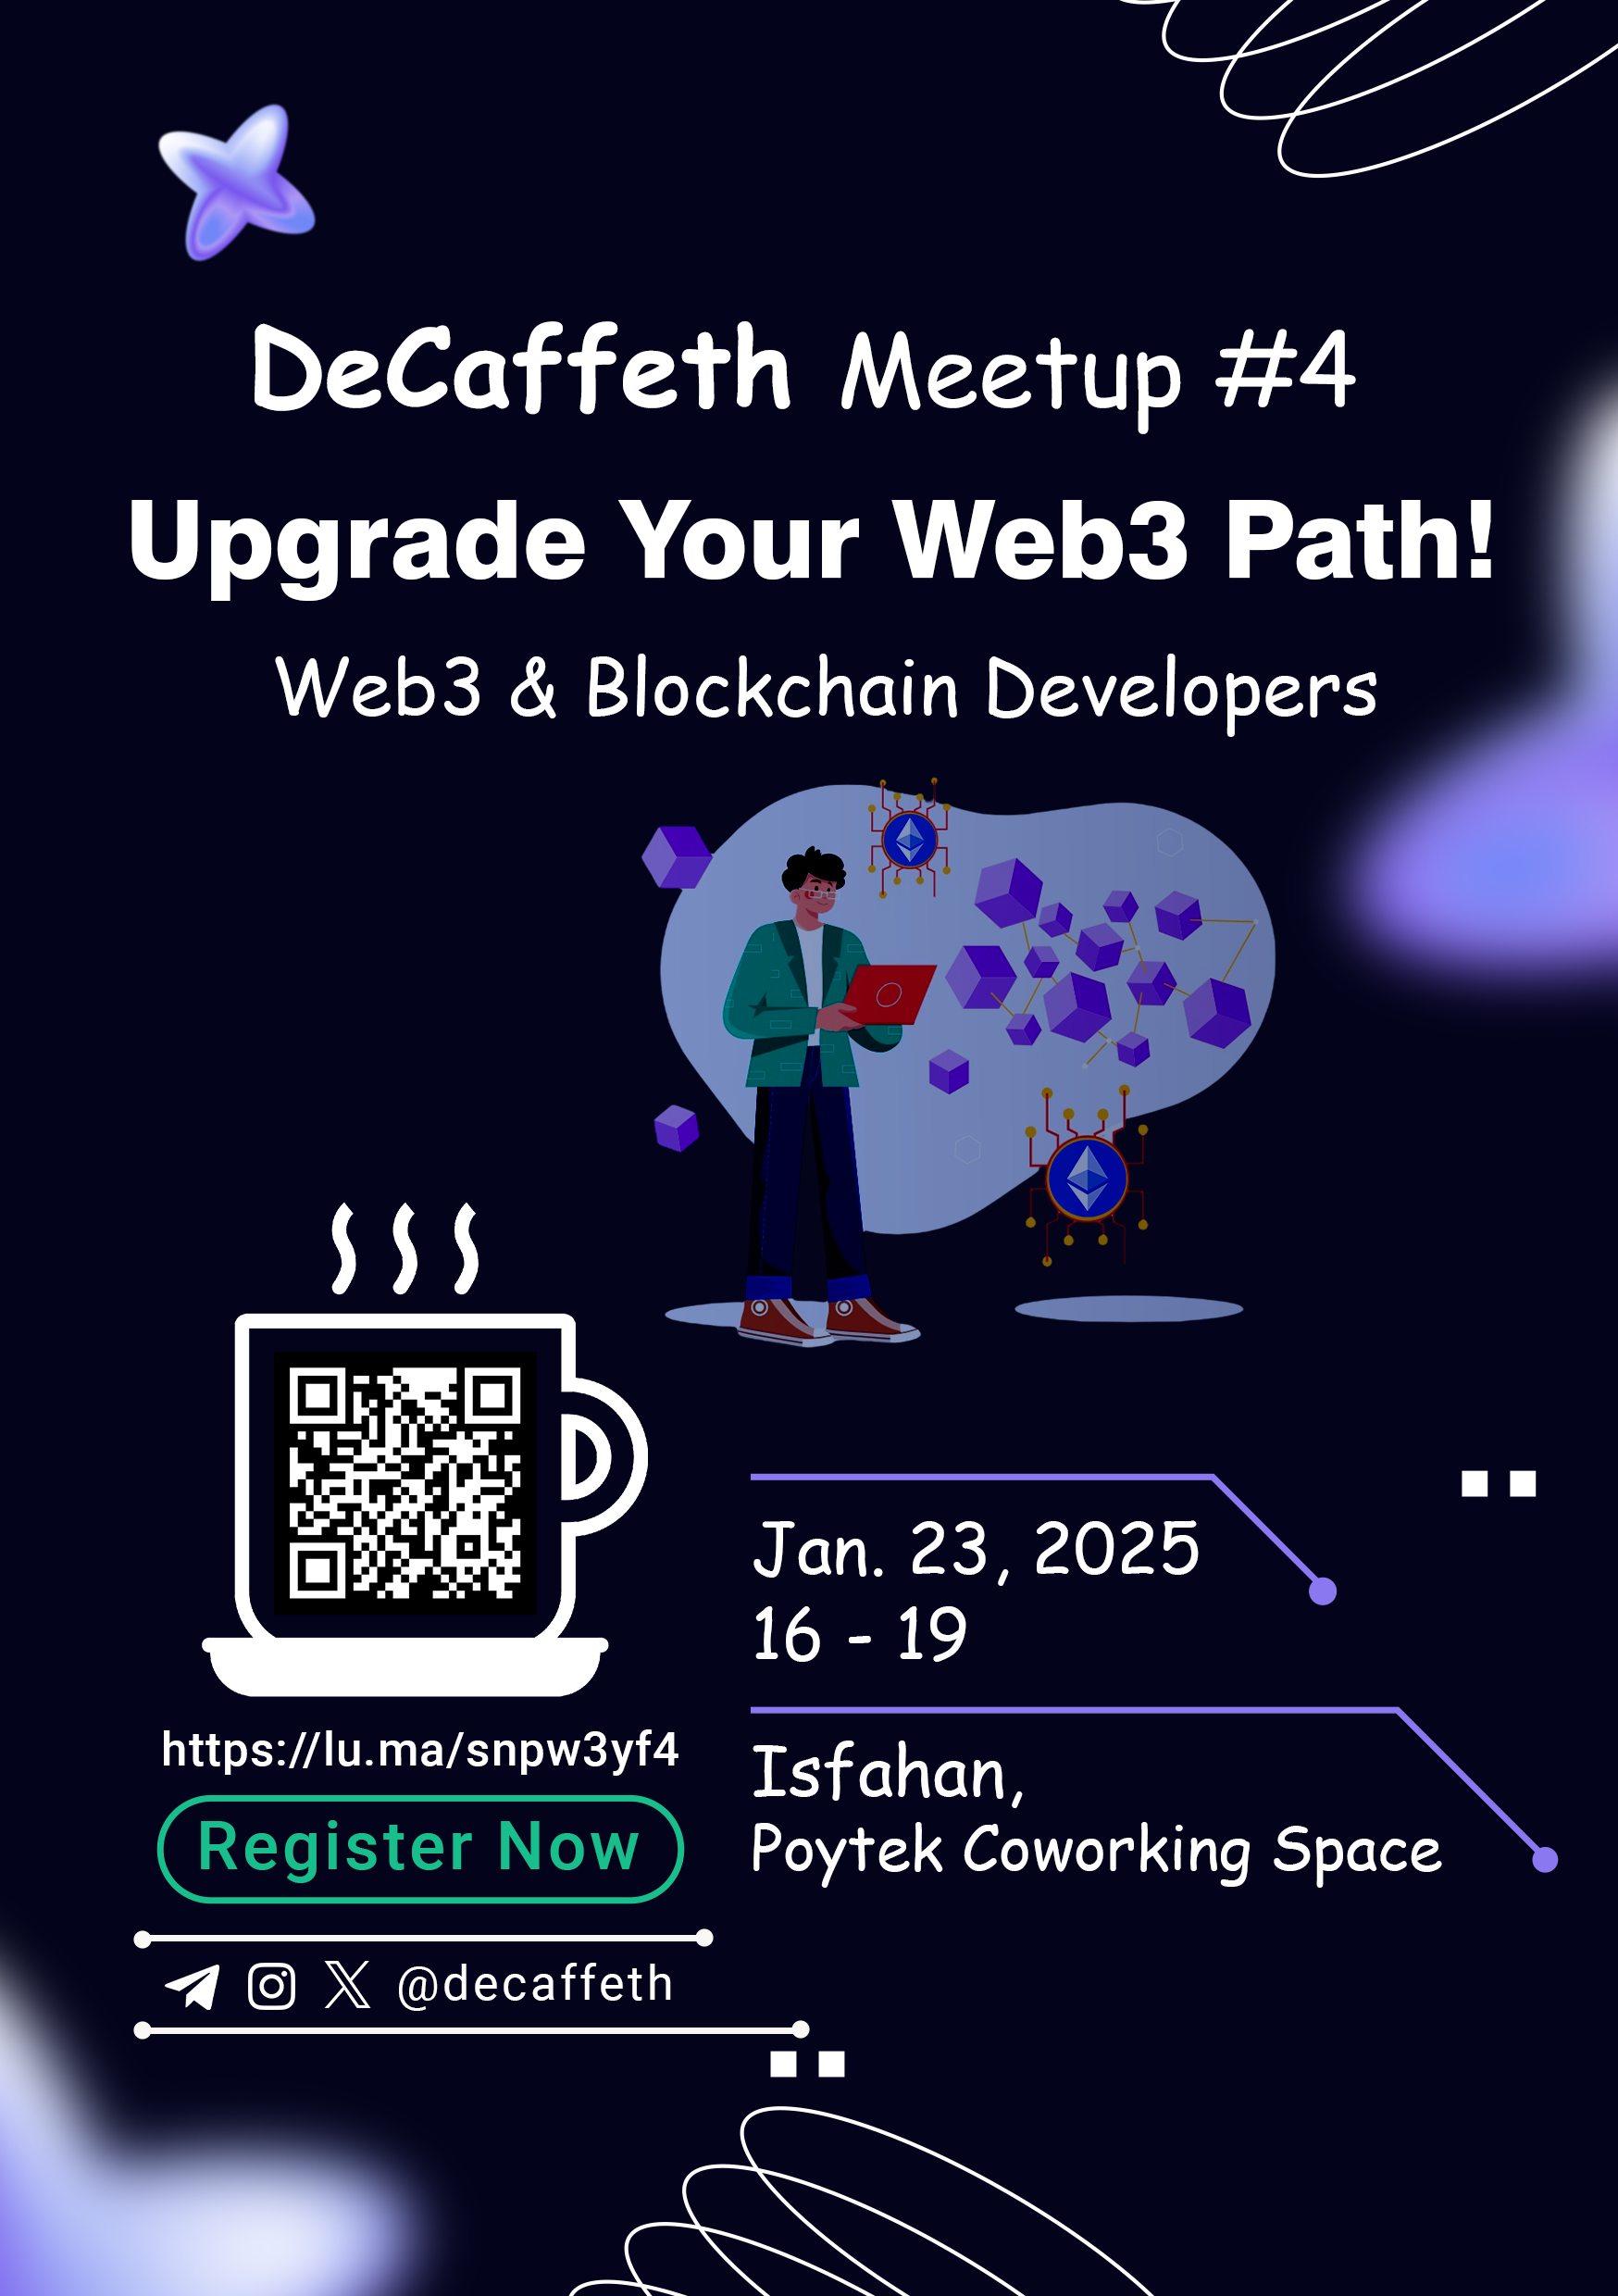 DeCaffeth Meetup #4
Upgrade Your Web3 Path!
Web3 & Blockchain Developers
Jan. 23, 2025
16 - 19
https://lu.ma/snpw3yf4
Register Now
Isfahan,
Poytek Coworking Space
@decaffeth